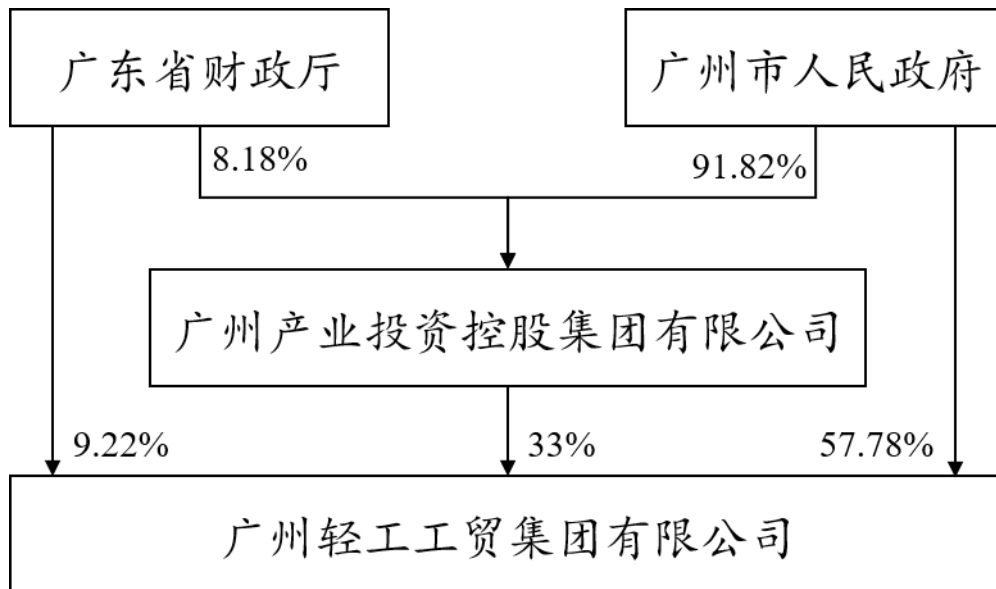 广东省财政厅
广州市人民政府
8.18%
91.82%
广州产业投资控股集团有限公司
9.22%
33%
57.78%
广州轻工工贸集团有限公司